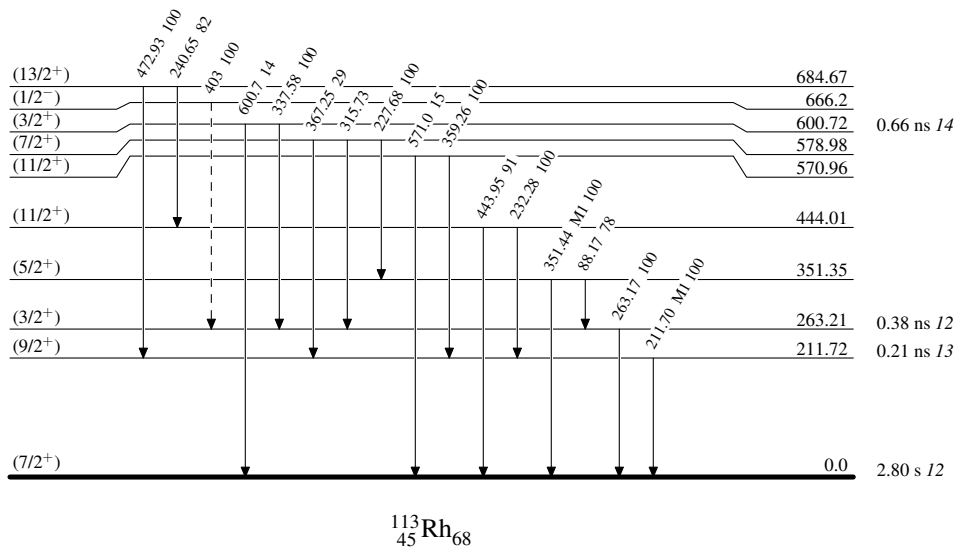 472.93 100
240.65 82
403 100
600.7 14
337.58 100
367.25 29
315.73
227.68 100
571.0 15
359.26 100
443.95 91
232.28 100
351.44 M1 100
88.17 78
263.17 100
211.70 M1 100
(13/2⁺) 684.67
(1/2⁻) 666.2
(3/2⁺) 600.72 0.66 ns 14
(7/2⁺) 578.98
(11/2⁺) 570.96
(11/2⁺) 444.01
(5/2⁺) 351.35
(3/2⁺) 263.21 0.38 ns 12
(9/2⁺) 211.72 0.21 ns 13
(7/2⁺) 0.0 2.80 s 12
¹¹³₄₅Rh₆₈